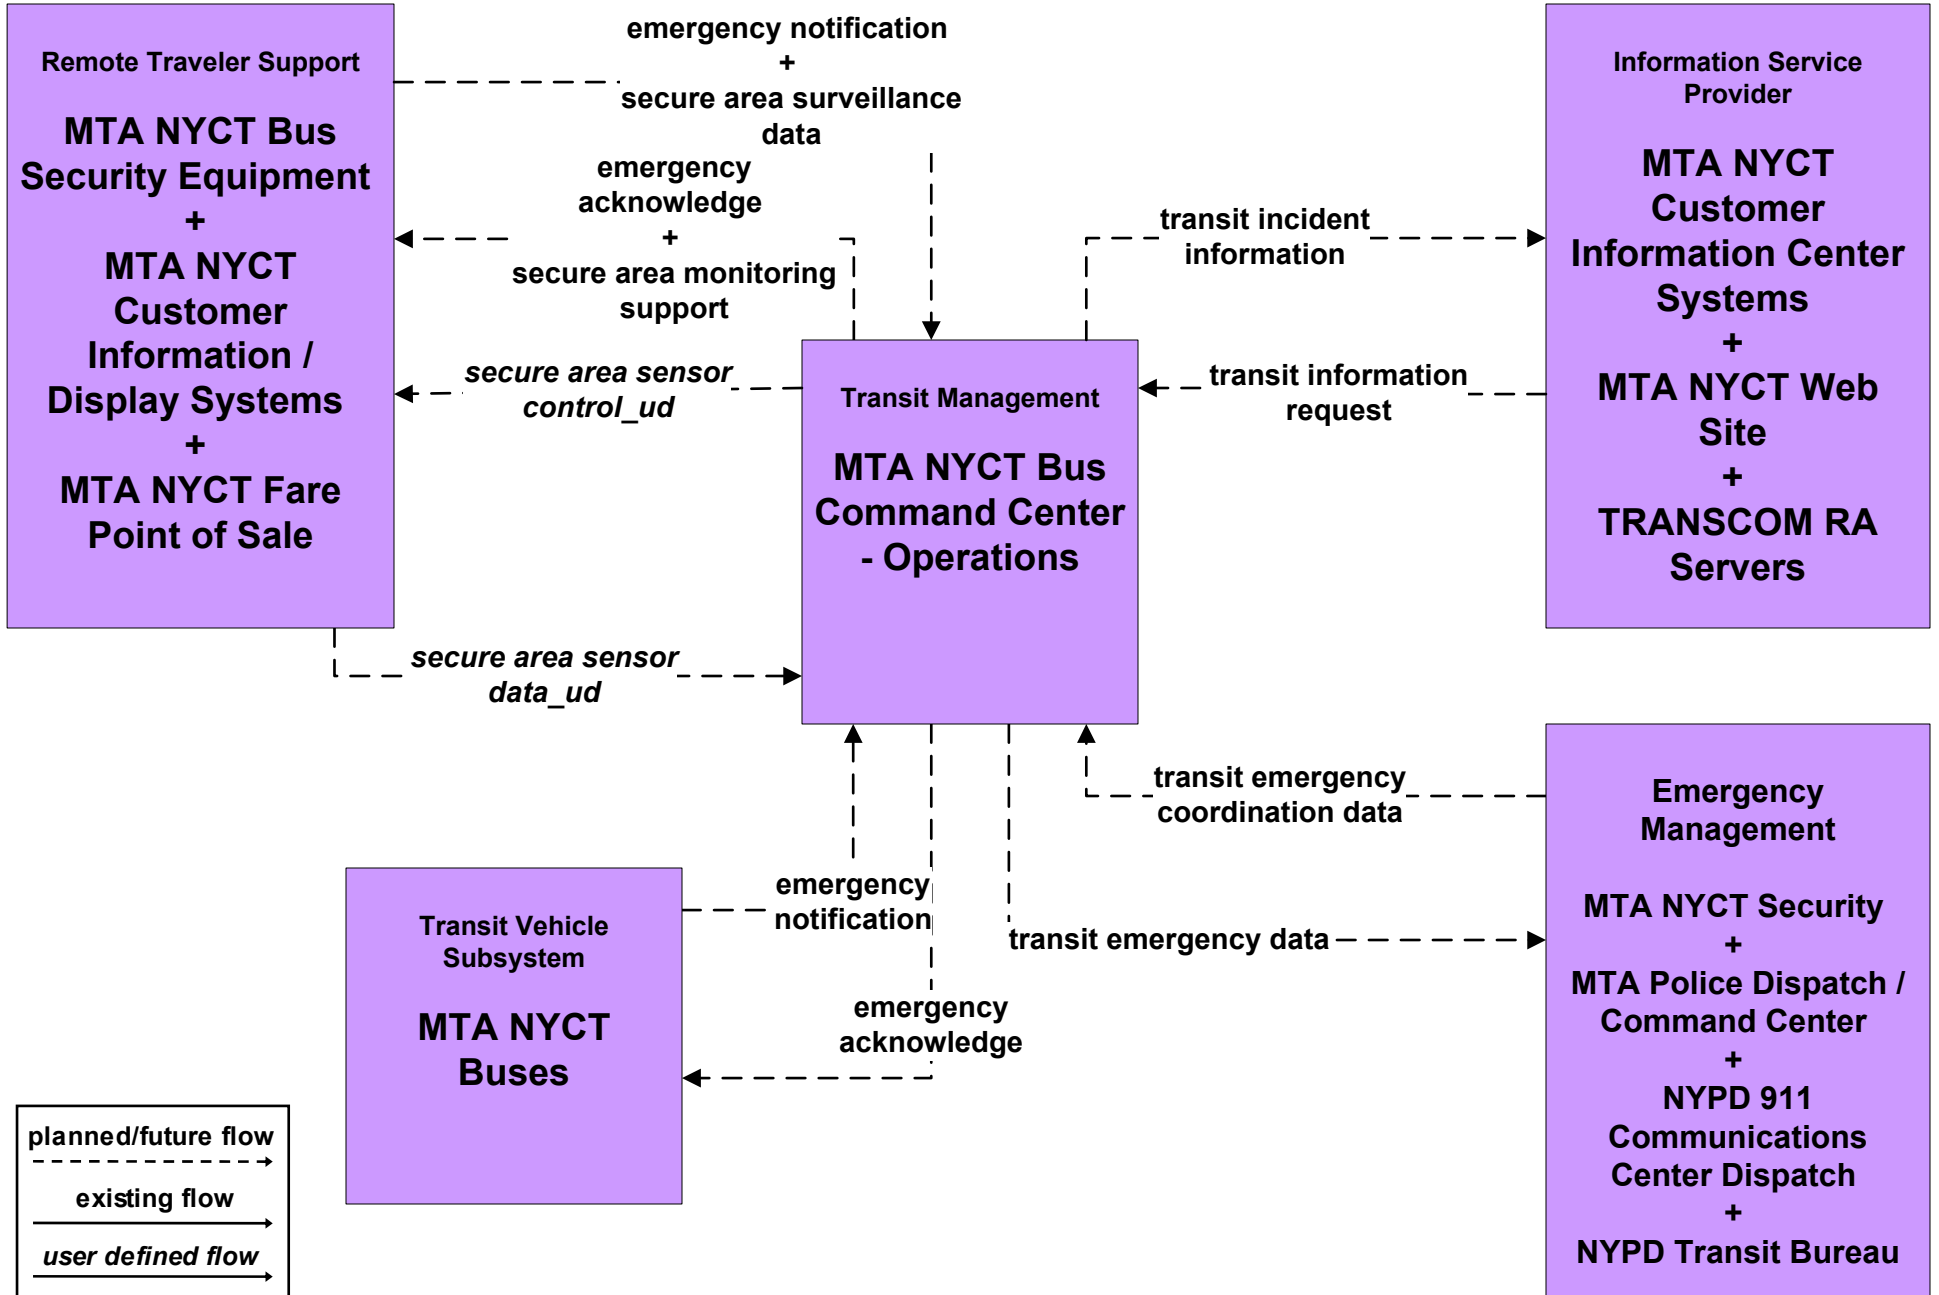 Remote Traveler Support
MTA NYCT Bus
Security Equipment
+
MTA NYCT
Customer
Information /
Display Systems
+
MTA NYCT Fare
Point of Sale
emergency notification
+
secure area surveillance
data
emergency
acknowledge
+
secure area monitoring
support
secure area sensor
control_ud
secure area sensor
data_ud
Transit Management
MTA NYCT Bus
Command Center
- Operations
transit incident
information
transit information
request
Information Service
Provider
MTA NYCT
Customer
Information Center
Systems
+
MTA NYCT Web
Site
+
TRANSCOM RA
Servers
transit emergency
coordination data
transit emergency data
Emergency
Management
MTA NYCT Security
+
MTA Police Dispatch /
Command Center
+
NYPD 911
Communications
Center Dispatch
+
NYPD Transit Bureau
emergency
notification
emergency
acknowledge
Transit Vehicle
Subsystem
MTA NYCT
Buses
planned/future flow
existing flow
user defined flow